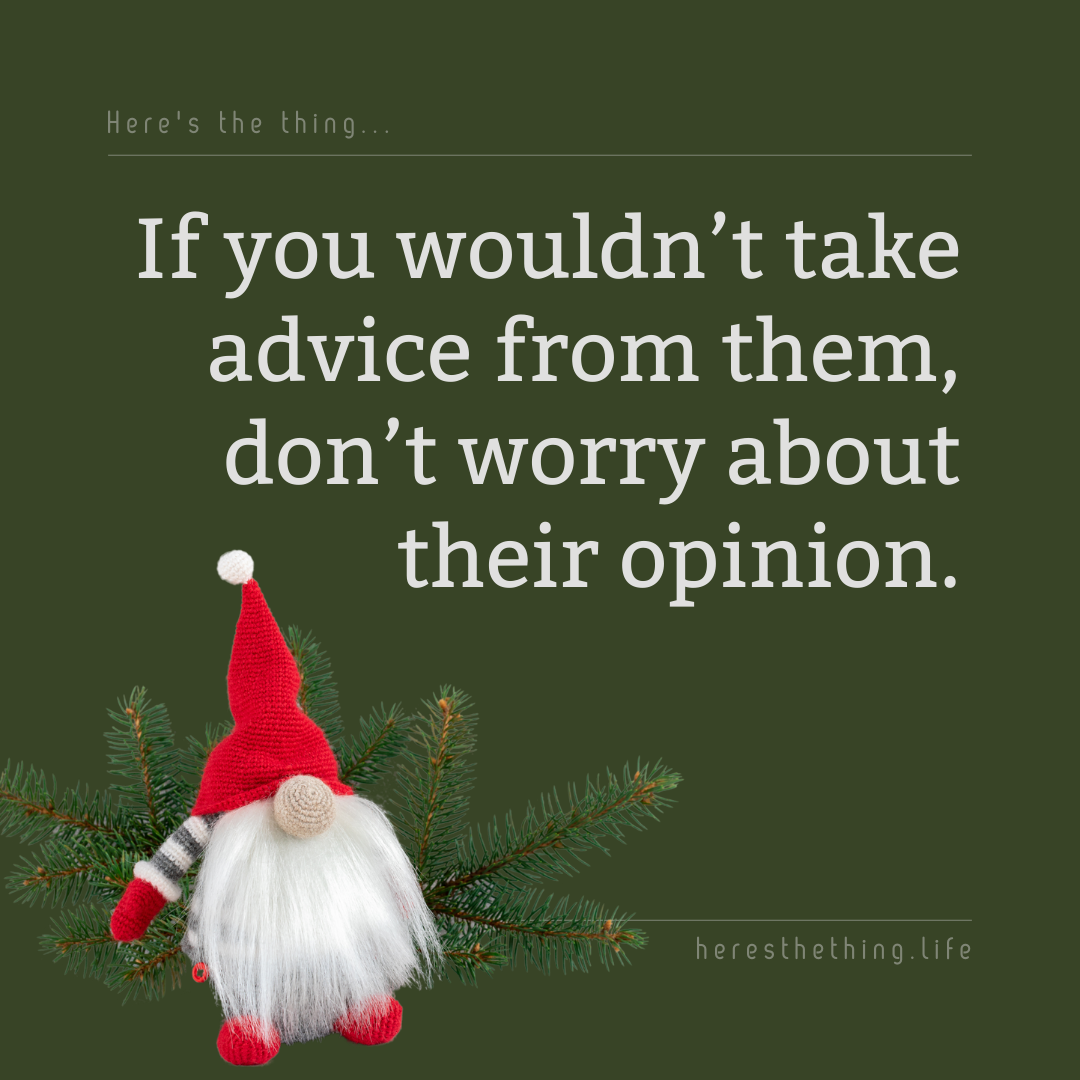 Here's the thing...
If you wouldn’t take
advice from them,
don’t worry about
their opinion.
heresthething.life